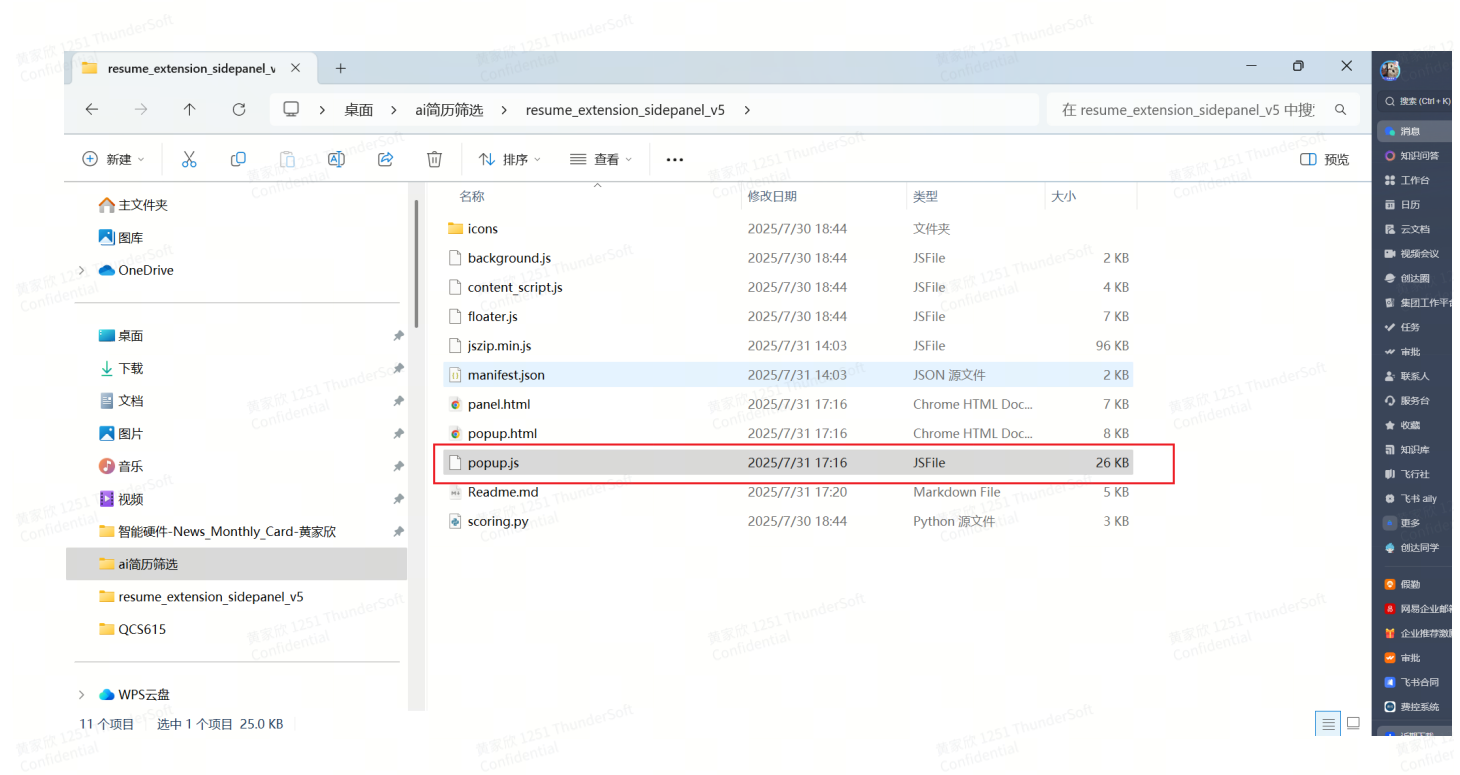 resume_extension_sidepanel_v
桌面 ai简历筛选 resume_extension_sidepanel_v5
在 resume_extension_sidepanel_v5 中搜
搜索 (Ctrl + K)
新建 排序 查看 ··· 预览
消息
知识问答
工作台
日历
云文档
视频会议
创达圈
集团工作平台
任务
审批
联系人
服务台
收藏
知识库
飞行社
飞书 aily
更多
创达同学
假勤
网易企业邮箱
企业推荐激励
审批
飞书合同
费控系统
主文件夹
图库
OneDrive
桌面
下载
文档
图片
音乐
视频
智能硬件-News_Monthly_Card-黄家欣
ai简历筛选
resume_extension_sidepanel_v5
QCS615
WPS云盘
名称 修改日期 类型 大小
icons 2025/7/30 18:44 文件夹
background.js 2025/7/30 18:44 JSFile 2 KB
content_script.js 2025/7/30 18:44 JSFile 4 KB
floater.js 2025/7/30 18:44 JSFile 7 KB
jszip.min.js 2025/7/31 14:03 JSFile 96 KB
manifest.json 2025/7/31 14:03 JSON 源文件 2 KB
panel.html 2025/7/31 17:16 Chrome HTML Doc... 7 KB
popup.html 2025/7/31 17:16 Chrome HTML Doc... 8 KB
popup.js 2025/7/31 17:16 JSFile 26 KB
Readme.md 2025/7/31 17:20 Markdown File 5 KB
scoring.py 2025/7/30 18:44 Python 源文件 3 KB
11 个项目 选中 1 个项目 25.0 KB
黄家欣 1251 ThunderSoft
Confidential